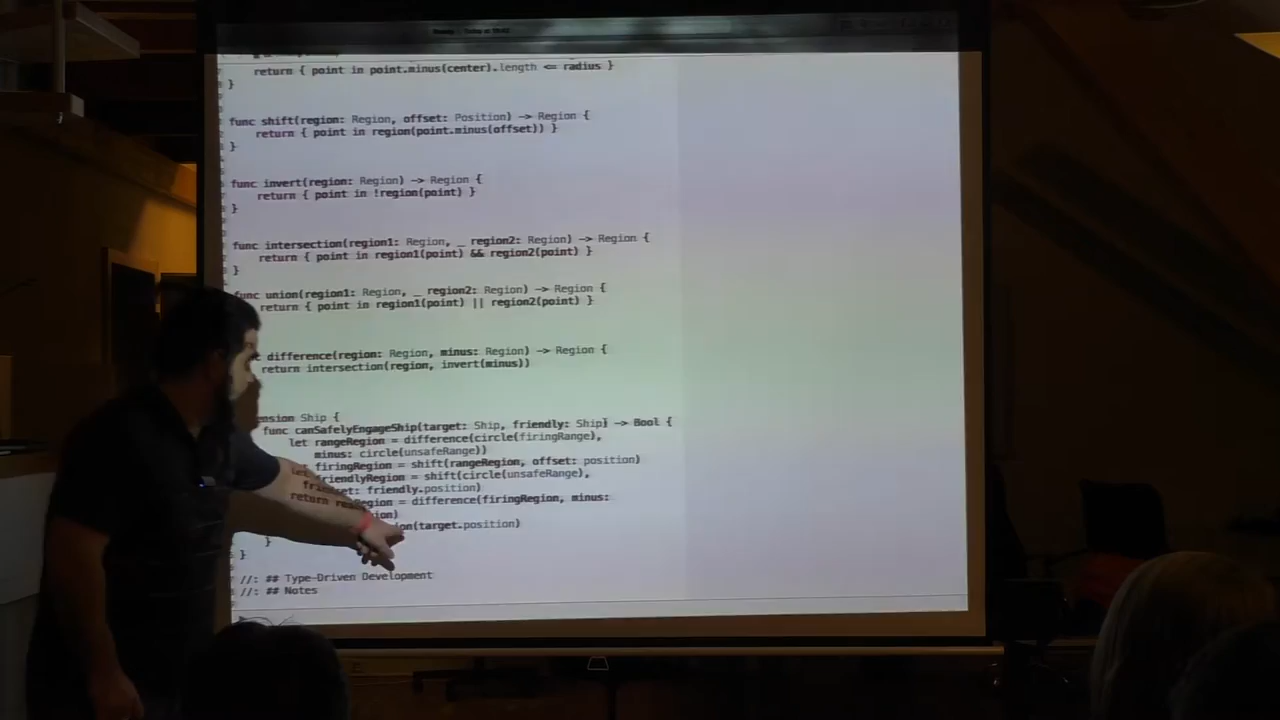 return { point in point.minus(center).length <= radius }
}
func shift(region: Region, offset: Position) -> Region {
return { point in region(point.minus(offset)) }
}
func invert(region: Region) -> Region {
return { point in !region(point) }
}
func intersection(region1: Region, _ region2: Region) -> Region {
return { point in region1(point) && region2(point) }
}
func union(region1: Region, _ region2: Region) -> Region {
return { point in region1(point) || region2(point) }
difference(region: Region, minus: Region) -> Region {
return intersection(region, invert(minus))
Ship {
func canSafelyEngageShip(target: Ship, friendly: Ship) -> Bool {
let rangeRegion = difference(circle(firingRange),
minus: circle(unsafeRange))
firingRegion = shift(rangeRegion, offset: position)
= shift(circle(unsafeRange),
friendly.position)
= difference(firingRegion, minus:
return
(target.position)
}
}
//: ## Type-Driven Development
//: ## Notes